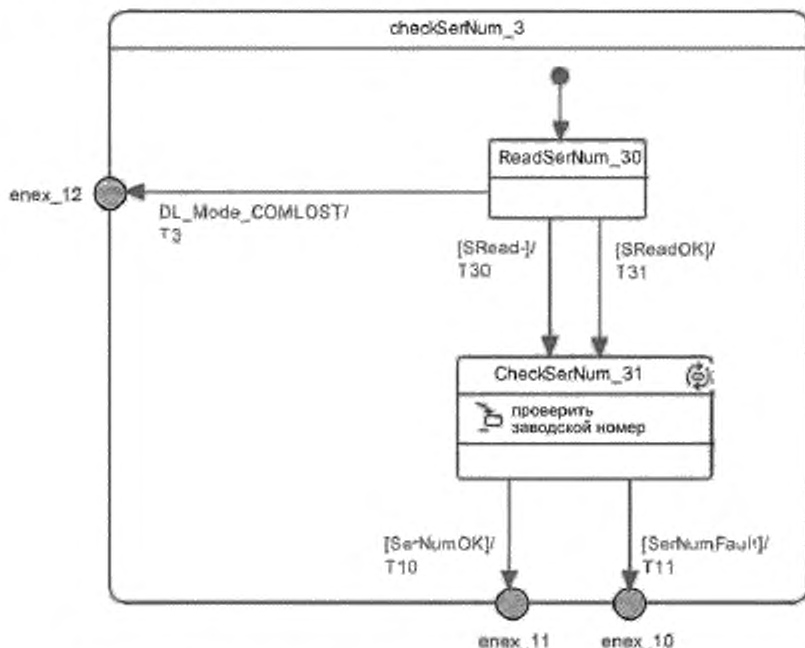 checkSerNum_3
ReadSerNum_30
enex_12
DL_Mode_COMLOST/
T3
[SRead-]/
T30
[SReadOK]/
T31
CheckSerNum_31
проверить
заводской номер
[SerNumOK]/
T10
[SerNumFault]/
T11
enex_11
enex_10